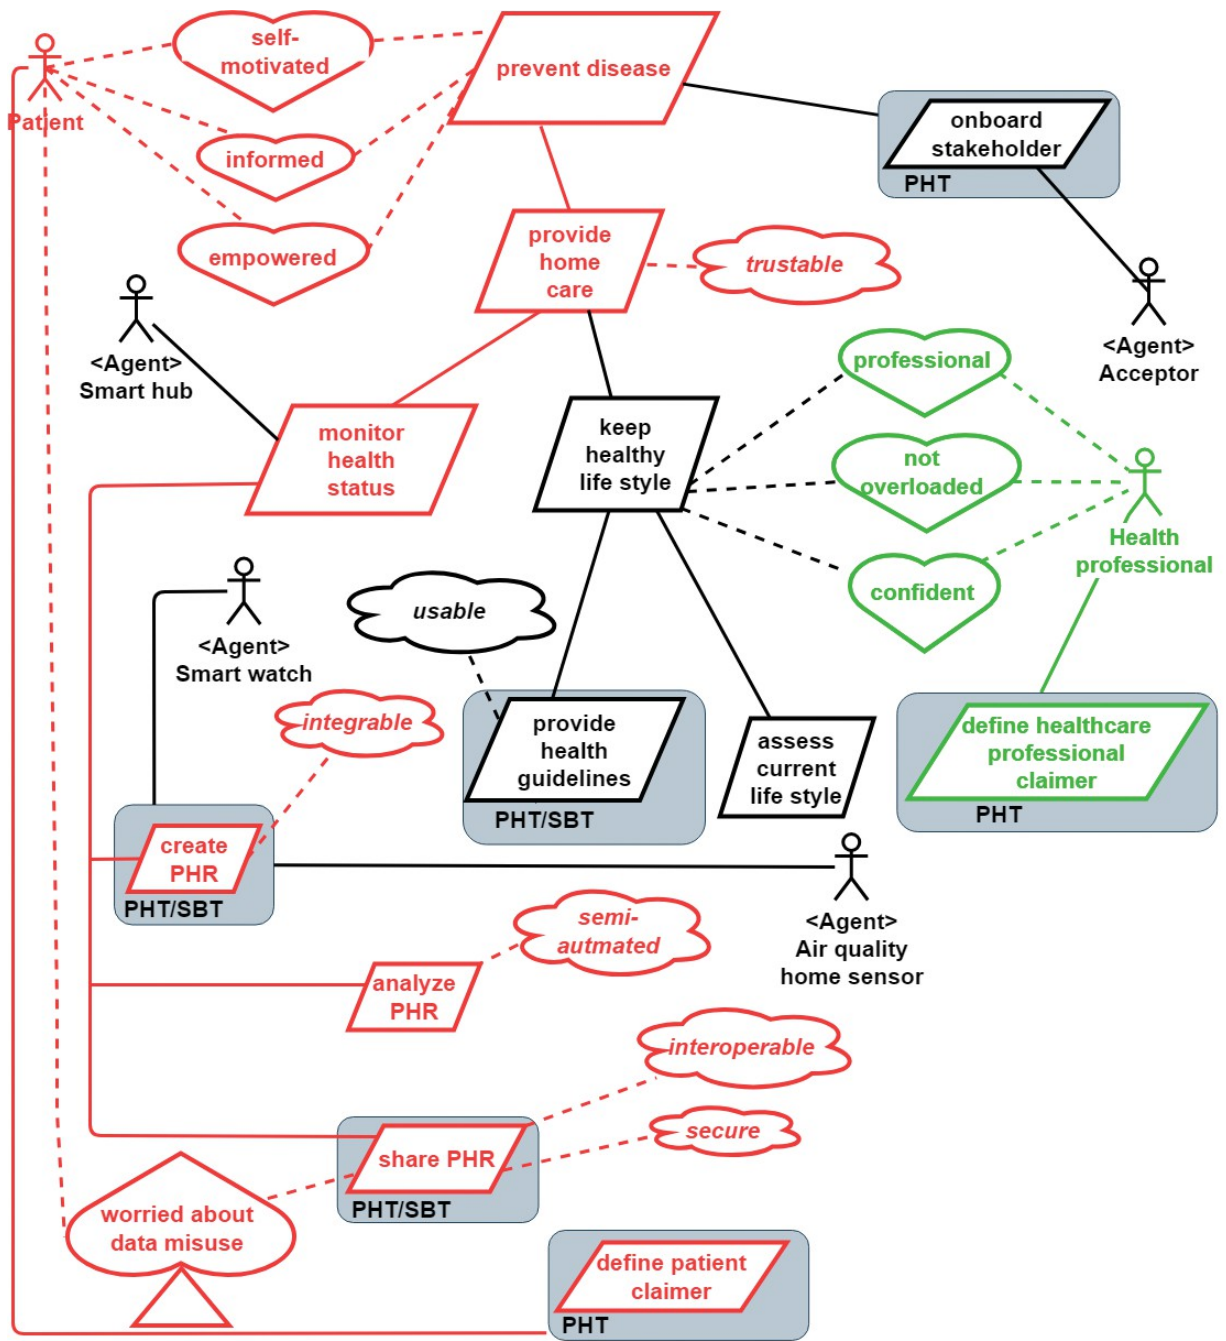 self-
motivated
prevent disease
Patient
onboard
stakeholder
PHT
informed
empowered
provide
home
care
trustable
<Agent>
Smart hub
<Agent>
Acceptor
professional
monitor
health
status
keep
healthy
life style
not
overloaded
Health
professional
confident
usable
<Agent>
Smart watch
integrable
provide
health
guidelines
PHT/SBT
assess
current
life style
define healthcare
professional
claimer
PHT
create
PHR
PHT/SBT
<Agent>
Air quality
home sensor
semi-
autmated
analyze
PHR
interoperable
secure
share PHR
PHT/SBT
worried about
data misuse
define patient
claimer
PHT